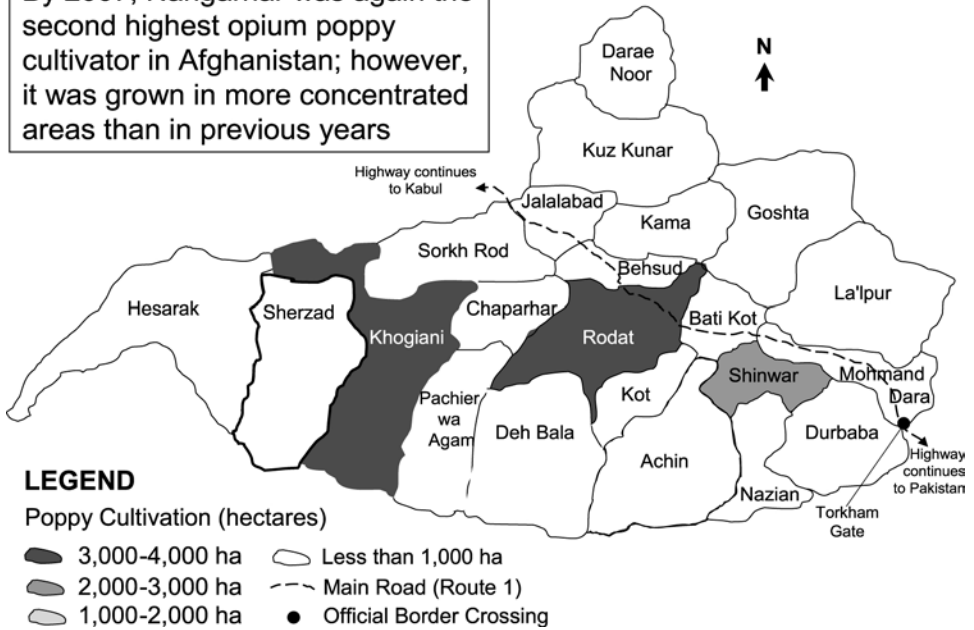 second highest opium poppy
cultivator in Afghanistan; however,
it was grown in more concentrated
areas than in previous years
N
Darae
Noor
Kuz Kunar
Highway continues
to Kabul
Jalalabad
Kama
Goshta
Sorkh Rod
Behsud
La'lpur
Hesarak
Sherzad
Khogiani
Chaparhar
Rodat
Bati Kot
Shinwar
Mohmand
Dara
Pachier
wa
Agam
Deh Bala
Kot
Achin
Durbaba
Nazian
Highway
continues
to Pakistan
Torkham
Gate
LEGEND
Poppy Cultivation (hectares)
3,000-4,000 ha
2,000-3,000 ha
1,000-2,000 ha
Less than 1,000 ha
Main Road (Route 1)
Official Border Crossing